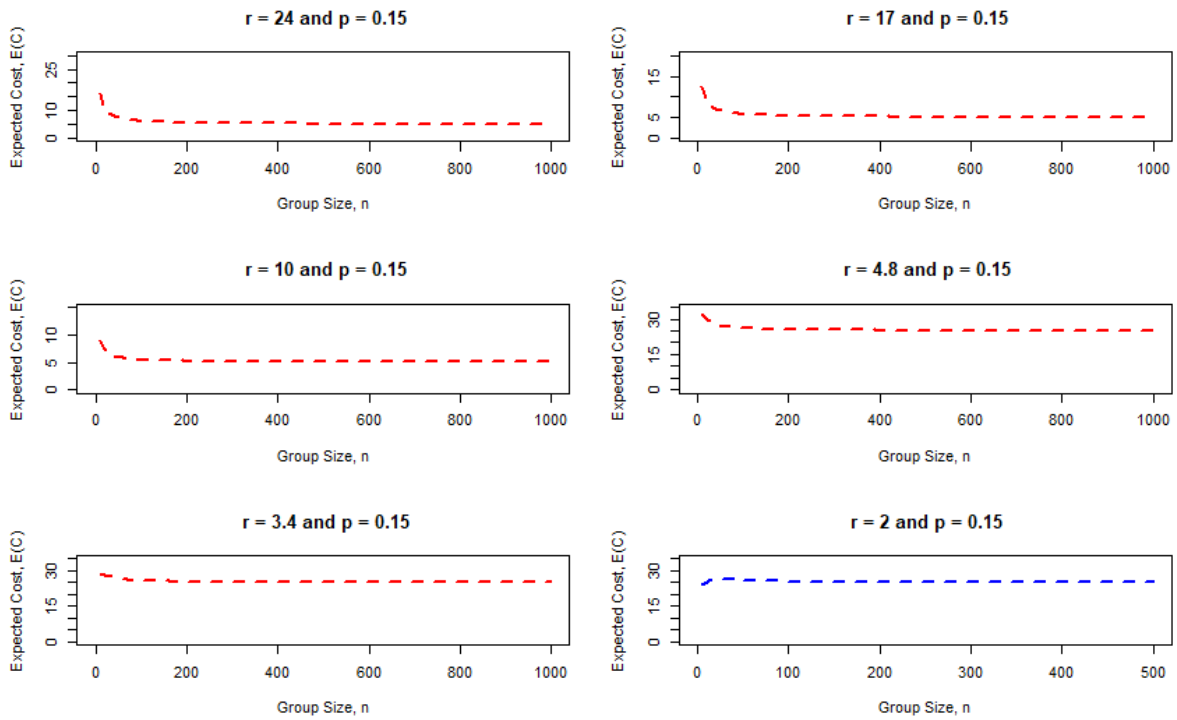 r = 24 and p = 0.15
Expected Cost, E(C)
25
10
0
0 200 400 600 800 1000
Group Size, n
r = 17 and p = 0.15
Expected Cost, E(C)
15
5
0
0 200 400 600 800 1000
Group Size, n
r = 10 and p = 0.15
Expected Cost, E(C)
10
5
0
0 200 400 600 800 1000
Group Size, n
r = 4.8 and p = 0.15
Expected Cost, E(C)
30
15
0
0 200 400 600 800 1000
Group Size, n
r = 3.4 and p = 0.15
Expected Cost, E(C)
30
15
0
0 200 400 600 800 1000
Group Size, n
r = 2 and p = 0.15
Expected Cost, E(C)
30
15
0
0 100 200 300 400 500
Group Size, n